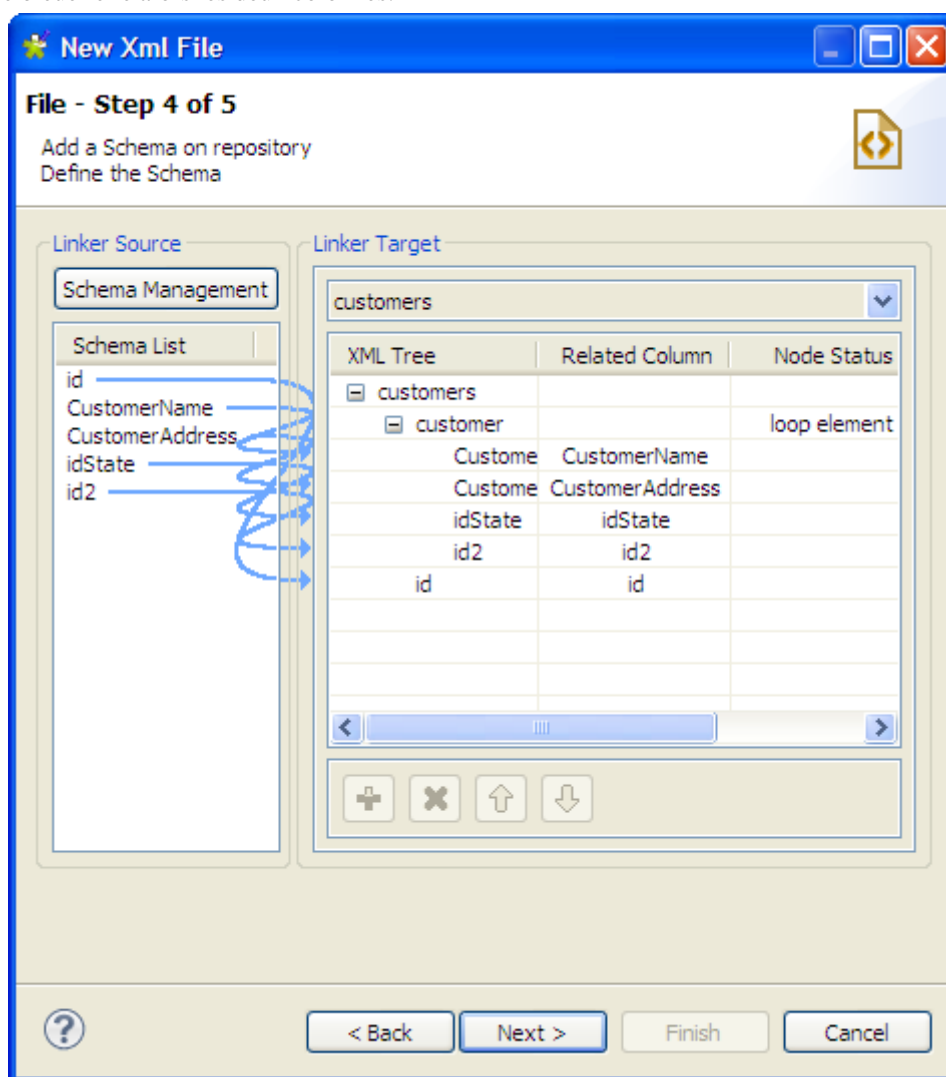 New Xml File
File - Step 4 of 5
Add a Schema on repository
Define the Schema
Linker Source
Schema Management
Schema List
id
CustomerName
CustomerAddress
idState
id2
Linker Target
customers
XML Tree Related Column Node Status
customers
customer loop element
Custome CustomerName
Custome CustomerAddress
idState idState
id2 id2
id id
?
< Back Next > Finish Cancel